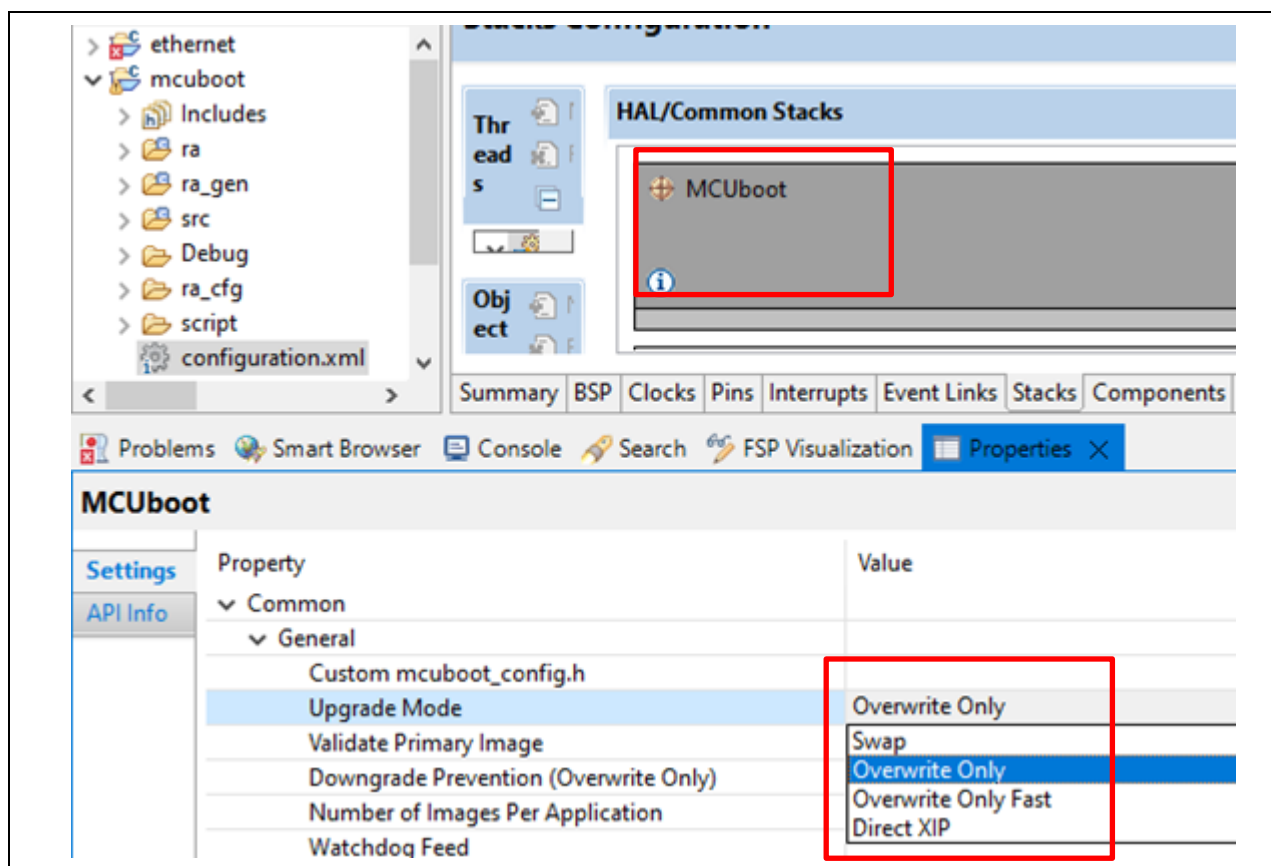 ethernet
mcuboot
Includes
ra
ra_gen
src
Debug
ra_cfg
script
configuration.xml
Thr
ead
s
Obj
ect
HAL/Common Stacks
MCUboot
Summary BSP Clocks Pins Interrupts Event Links Stacks Components
Problems Smart Browser Console Search FSP Visualization Properties
MCUboot
Settings
API Info
Property Value
Common
General
Custom mcuboot_config.h
Upgrade Mode Overwrite Only
Validate Primary Image Swap
Downgrade Prevention (Overwrite Only) Overwrite Only
Number of Images Per Application Overwrite Only Fast
Direct XIP
Watchdog Feed